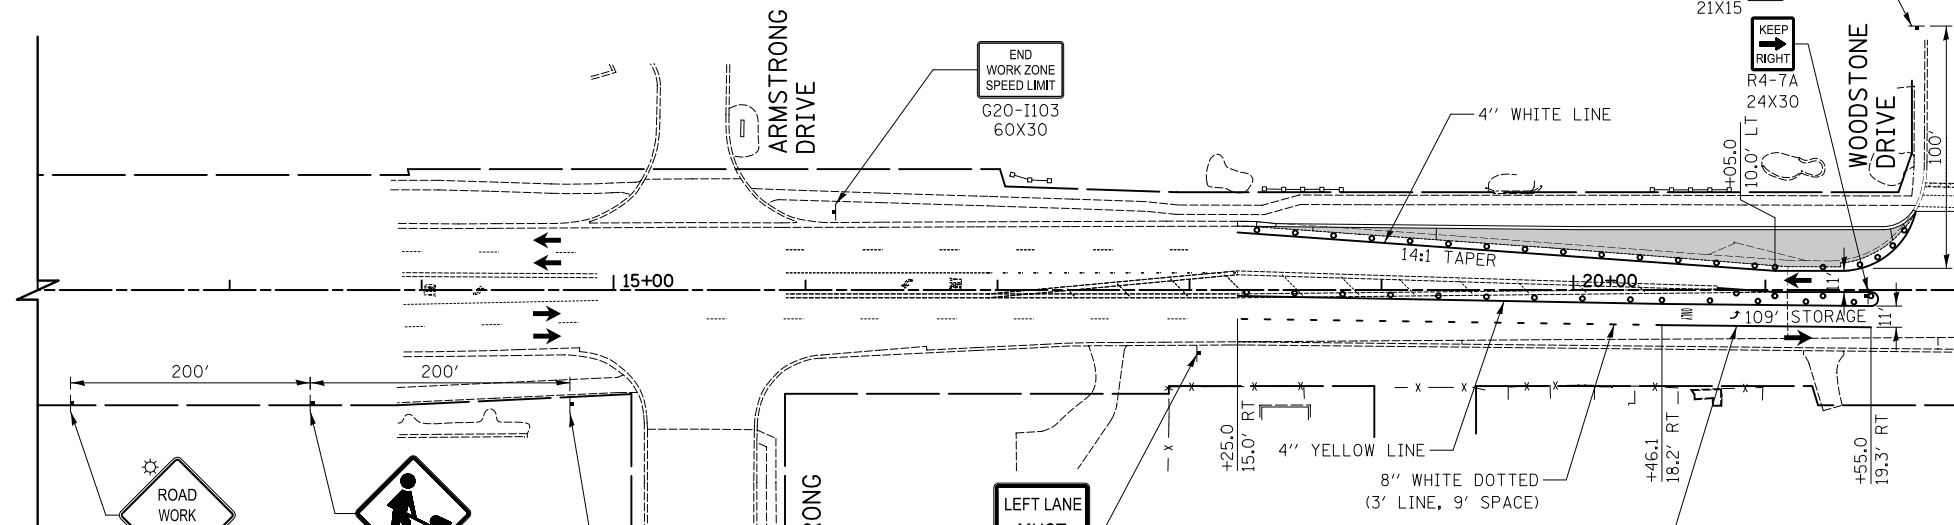 21X15
KEEP
RIGHT
R4-7A
24X30
WOODSTONE
DRIVE
100'
ARMSTRONG
DRIVE
END
WORK ZONE
SPEED LIMIT
G20-I103
60X30
4" WHITE LINE
+05.0
10.0' LT
14:1 TAPER
15+00
20+00
11'
109' STORAGE
11'
200'
200'
+25.0
15.0' RT
4" YELLOW LINE
8" WHITE DOTTED
(3' LINE, 9' SPACE)
+46.1
18.2' RT
+55.0
19.3' RT
ROAD
WORK
RONG
LEFT LANE
MUST